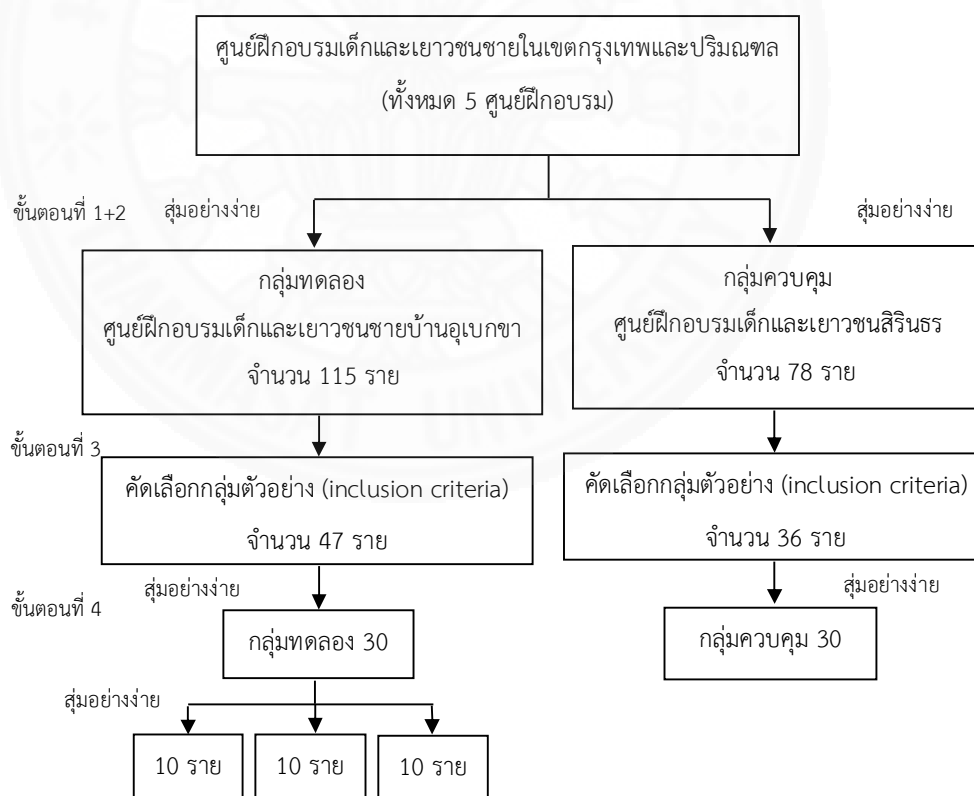 ศูนย์ฝึกอบรมเด็กและเยาวชนชายในเขตกรุงเทพและปริมณฑล
(ทั้งหมด 5 ศูนย์ฝึกอบรม)
ขั้นตอนที่ 1+2
สุ่มอย่างง่าย
สุ่มอย่างง่าย
กลุ่มทดลอง
ศูนย์ฝึกอบรมเด็กและเยาวชนชายบ้านอุเบกขา
จำนวน 115 ราย
กลุ่มควบคุม
ศูนย์ฝึกอบรมเด็กและเยาวชนสิรินธร
จำนวน 78 ราย
ขั้นตอนที่ 3
คัดเลือกกลุ่มตัวอย่าง (inclusion criteria)
จำนวน 47 ราย
คัดเลือกกลุ่มตัวอย่าง (inclusion criteria)
จำนวน 36 ราย
ขั้นตอนที่ 4
สุ่มอย่างง่าย
สุ่มอย่างง่าย
กลุ่มทดลอง 30
กลุ่มควบคุม 30
สุ่มอย่างง่าย
10 ราย
10 ราย
10 ราย